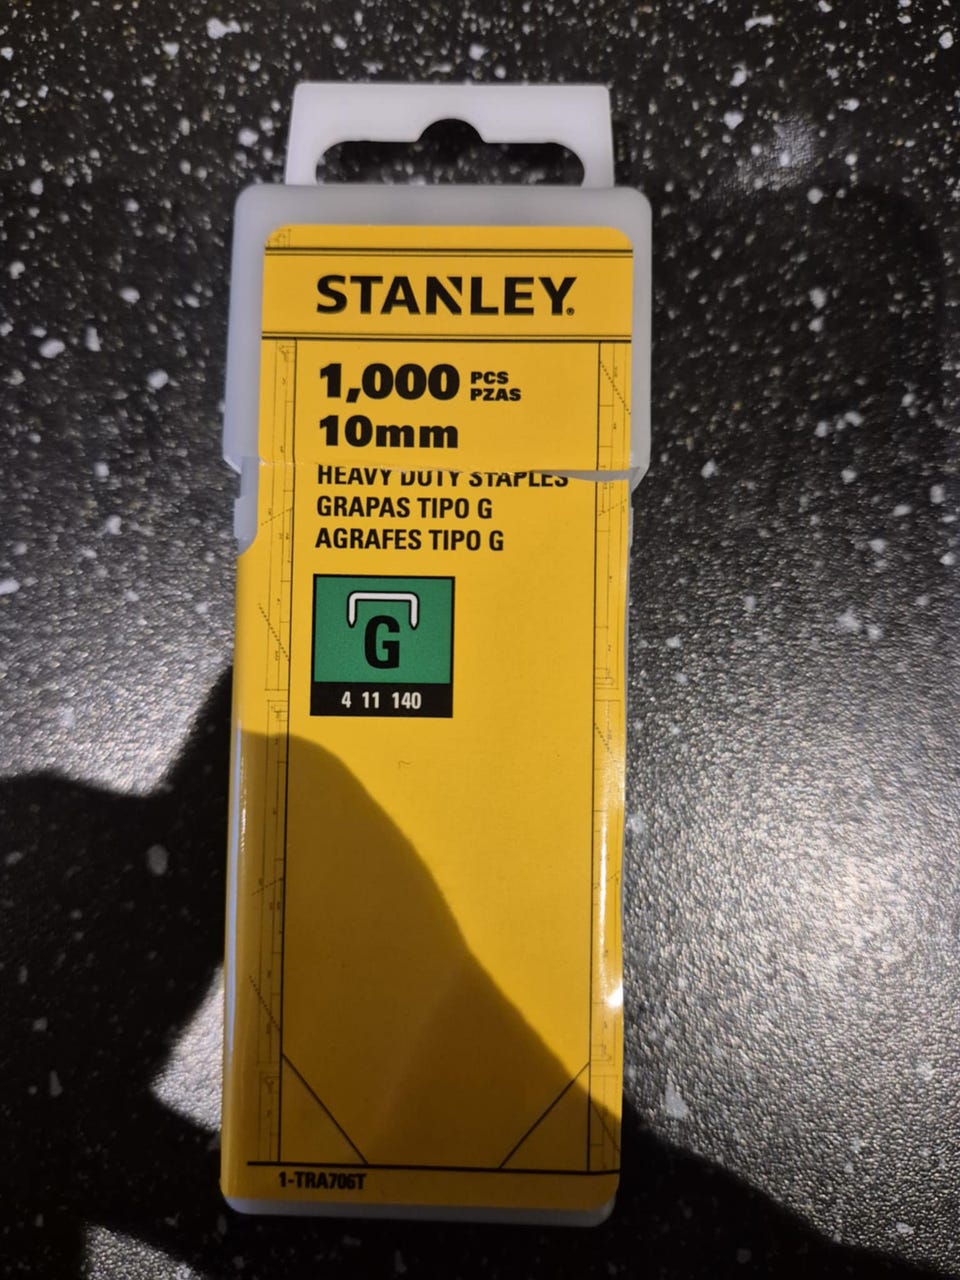 STANLEY®
1,000 PCS
PZAS
10mm
HEAVY DUTY STAPLES
GRAPAS TIPO G
AGRAFES TIPO G
G
4 11 140
1-TRA706T